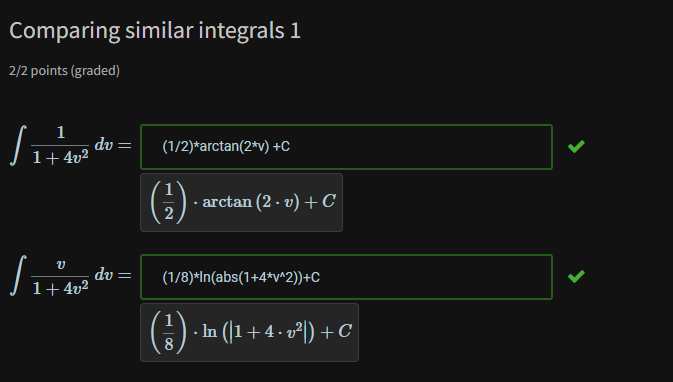 Comparing similar integrals 1
2/2 points (graded)
∫ 1/(1 + 4v²) dv = (1/2)*arctan(2*v) +C
(1/2) · arctan (2 · v) + C
∫ v/(1 + 4v²) dv = (1/8)*ln(abs(1+4*v^2))+C
(1/8) · ln (|1 + 4 · v²|) + C